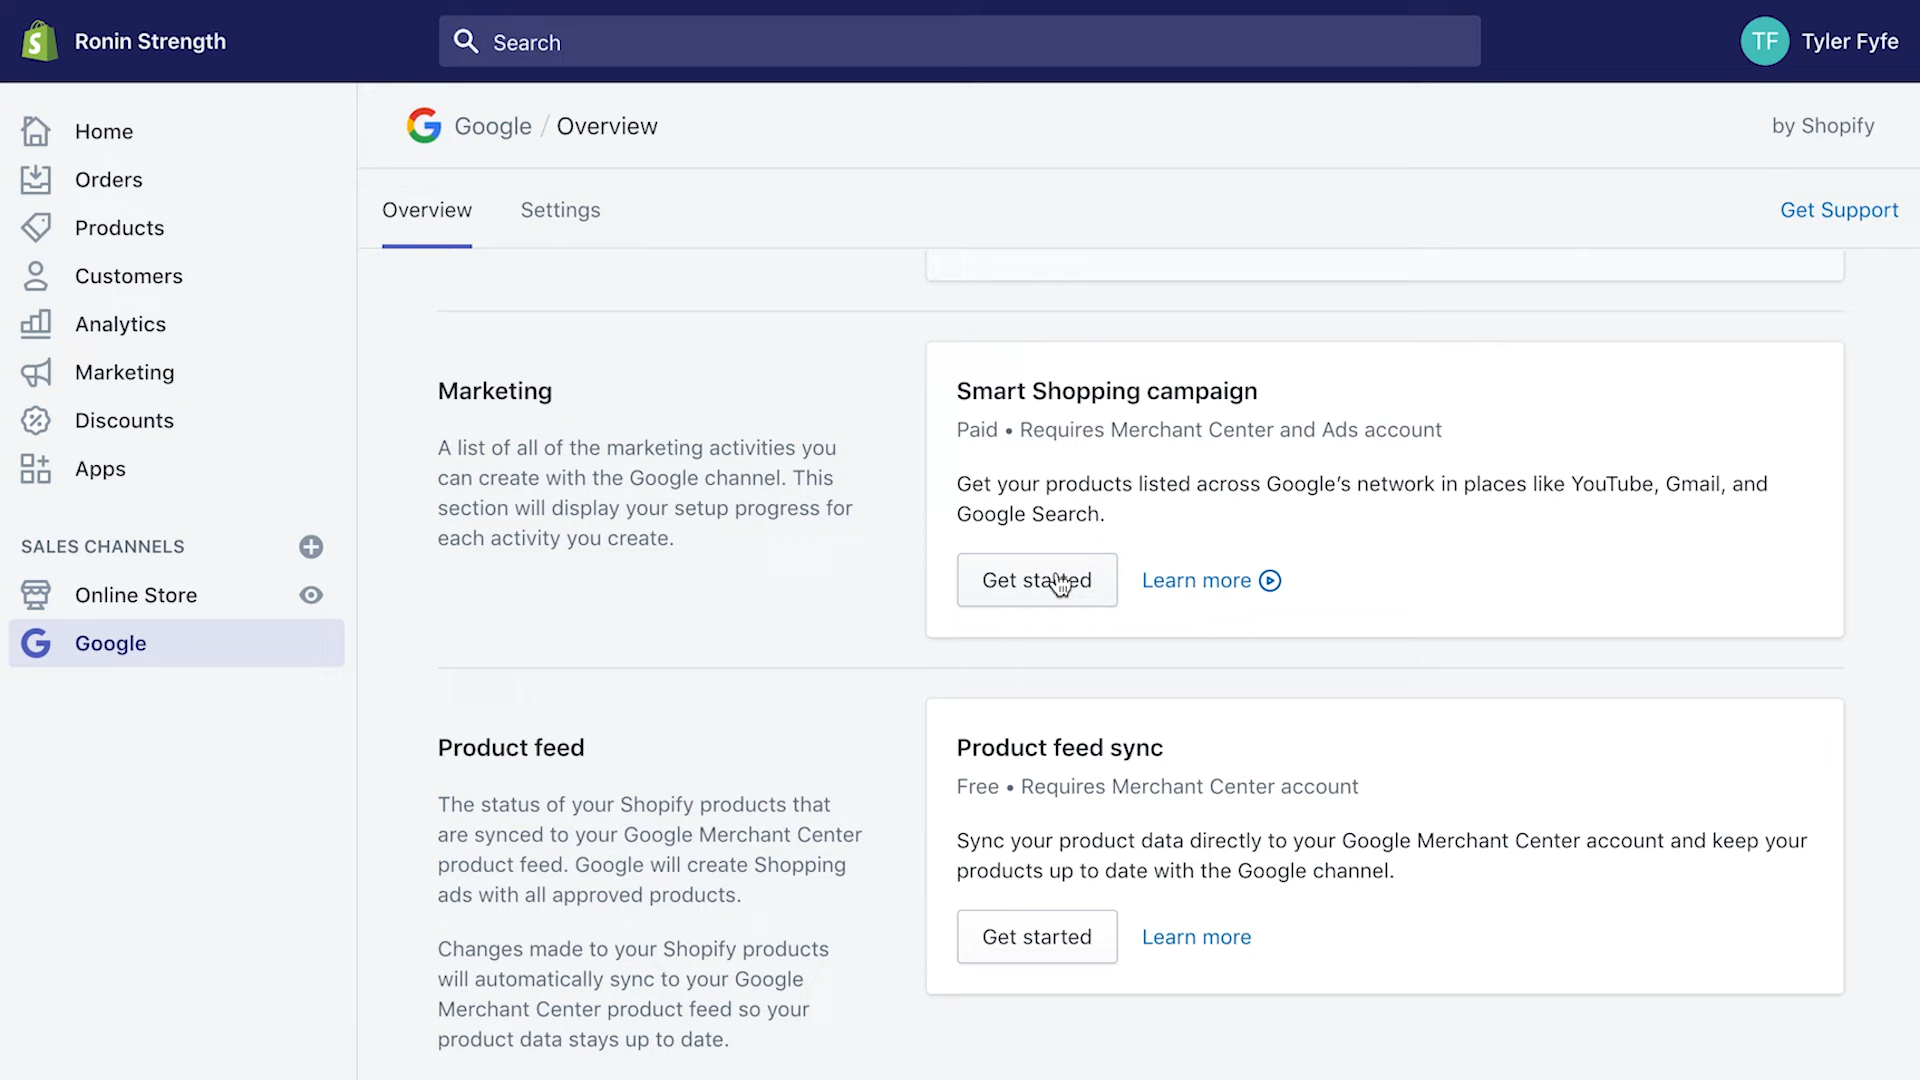 Ronin Strength
Search
TF Tyler Fyfe
Home
Orders
Products
Customers
Analytics
Marketing
Discounts
Apps
SALES CHANNELS
Online Store
Google
Google / Overview
by Shopify
Overview Settings
Get Support
Marketing
A list of all of the marketing activities you
can create with the Google channel. This
section will display your setup progress for
each activity you create.
Smart Shopping campaign
Paid • Requires Merchant Center and Ads account
Get your products listed across Google’s network in places like YouTube, Gmail, and
Google Search.
Get started Learn more
Product feed
The status of your Shopify products that
are synced to your Google Merchant Center
product feed. Google will create Shopping
ads with all approved products.
Changes made to your Shopify products
will automatically sync to your Google
Merchant Center product feed so your
product data stays up to date.
Product feed sync
Free • Requires Merchant Center account
Sync your product data directly to your Google Merchant Center account and keep your
products up to date with the Google channel.
Get started Learn more